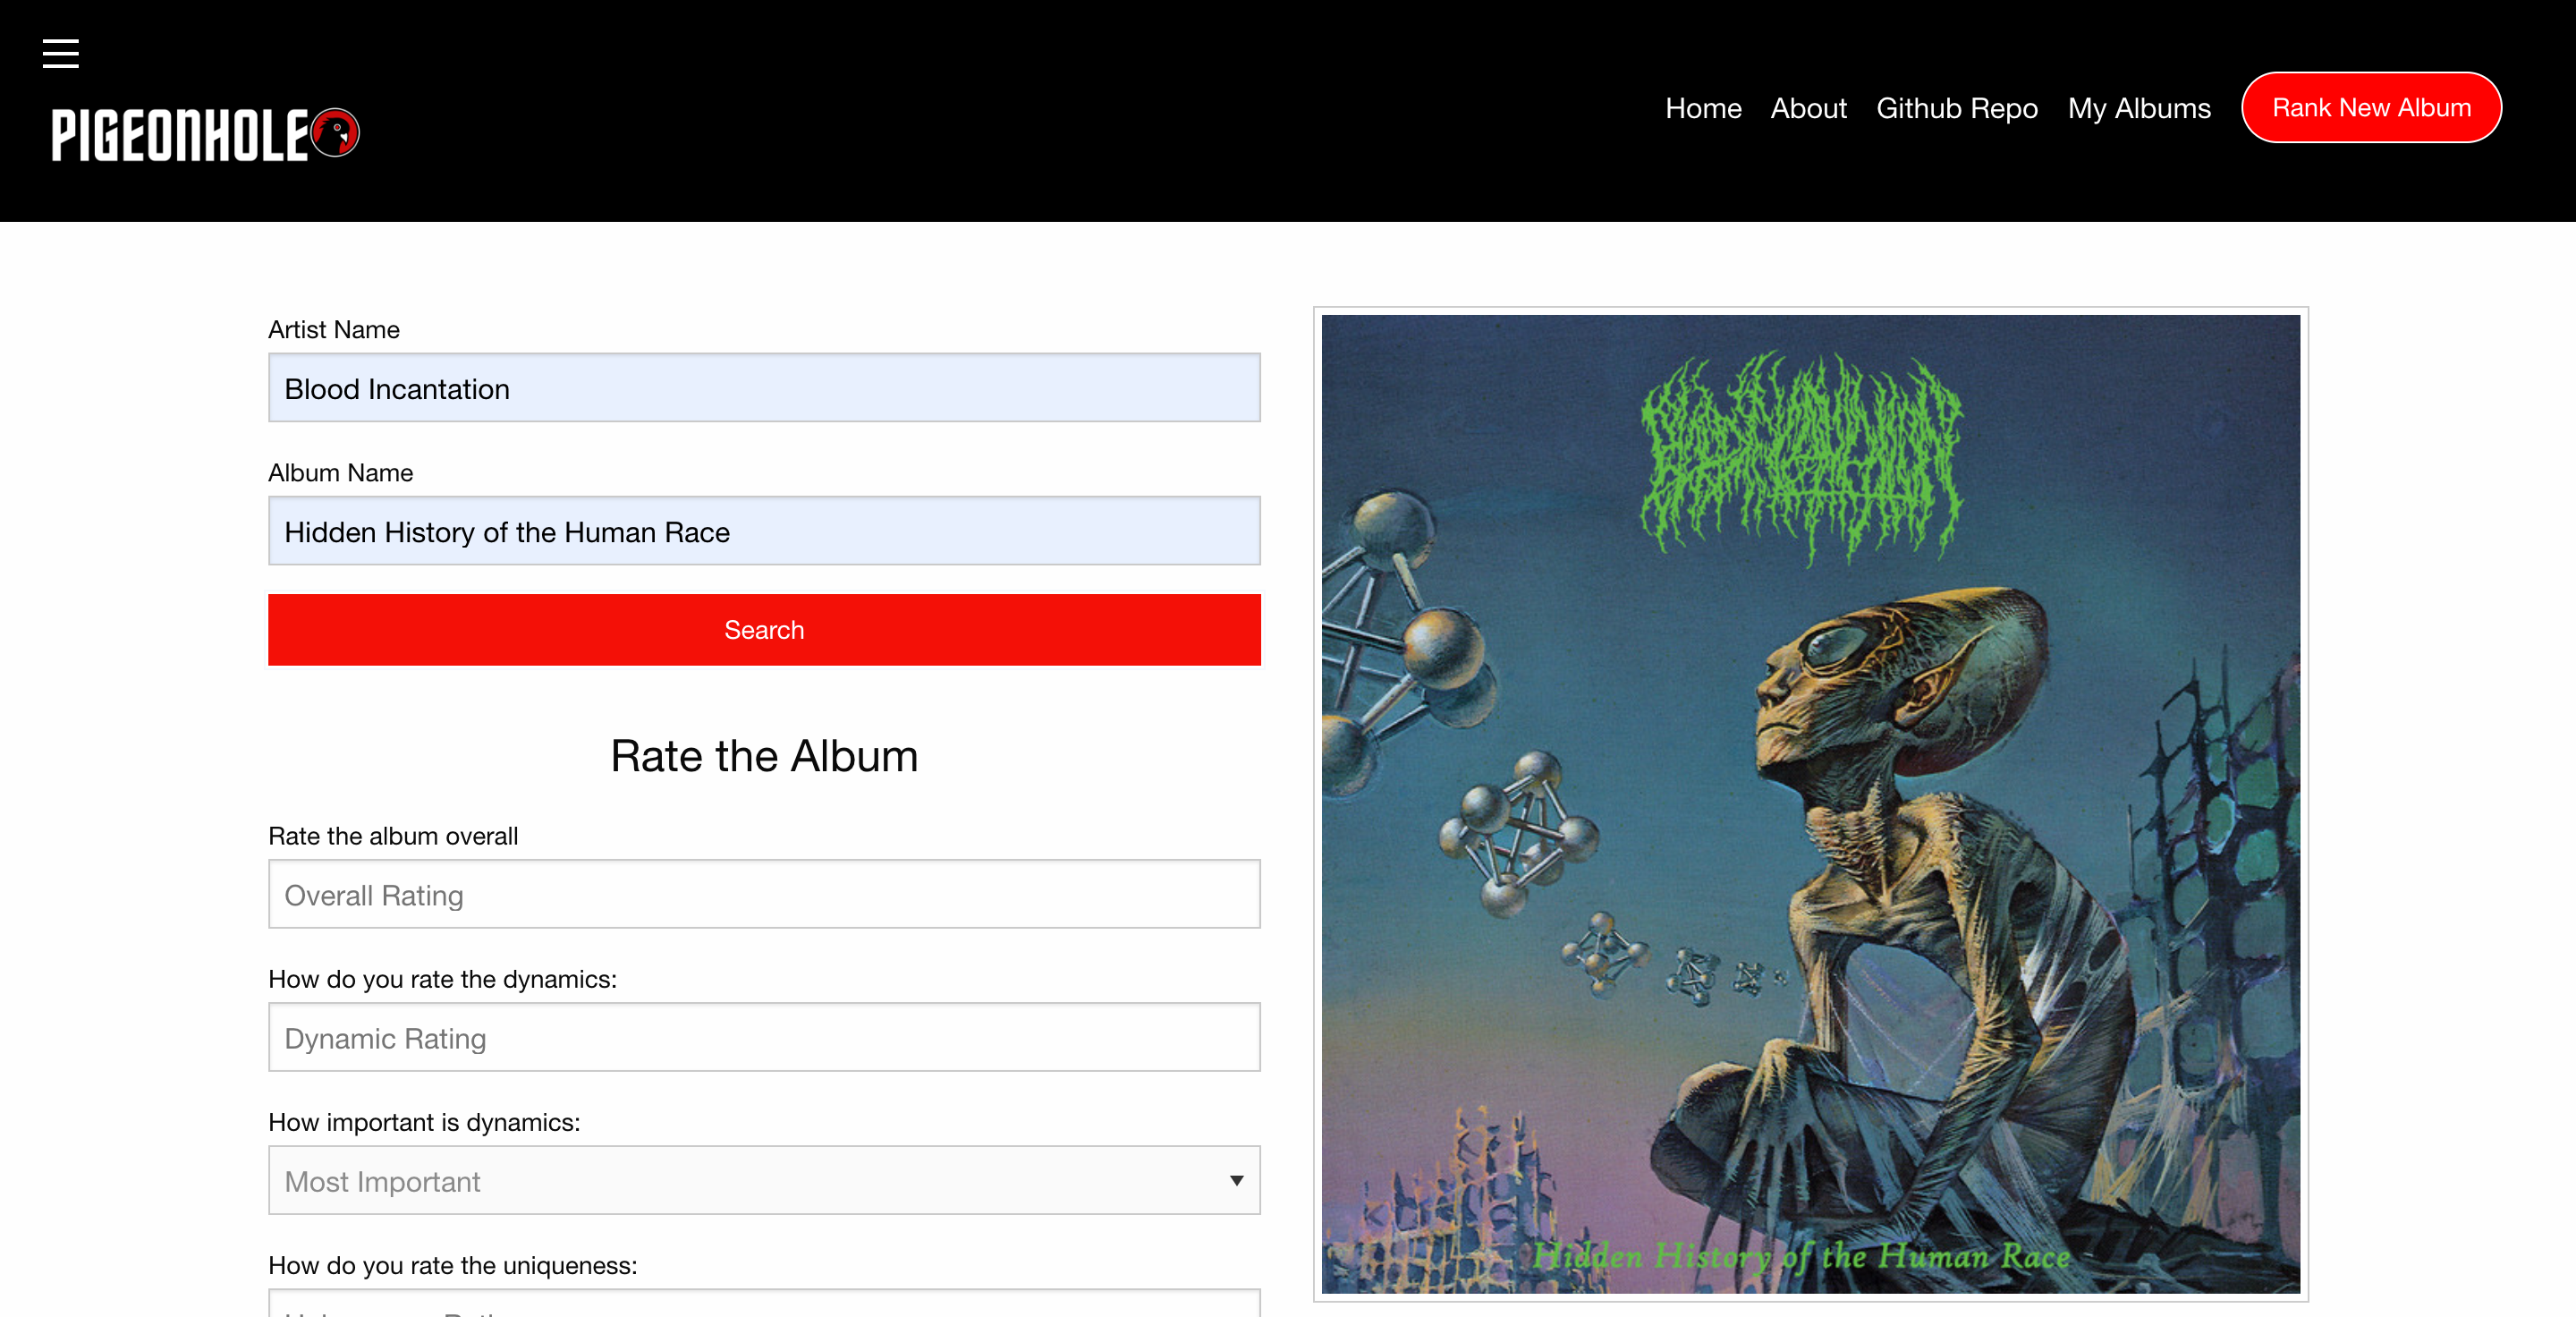 PIGEONHOLE
Home About Github Repo My Albums Rank New Album
Artist Name
Blood Incantation
Album Name
Hidden History of the Human Race
Search
Rate the Album
Rate the album overall
Overall Rating
How do you rate the dynamics:
Dynamic Rating
How important is dynamics:
Most Important
How do you rate the uniqueness:
Hidden History of the Human Race